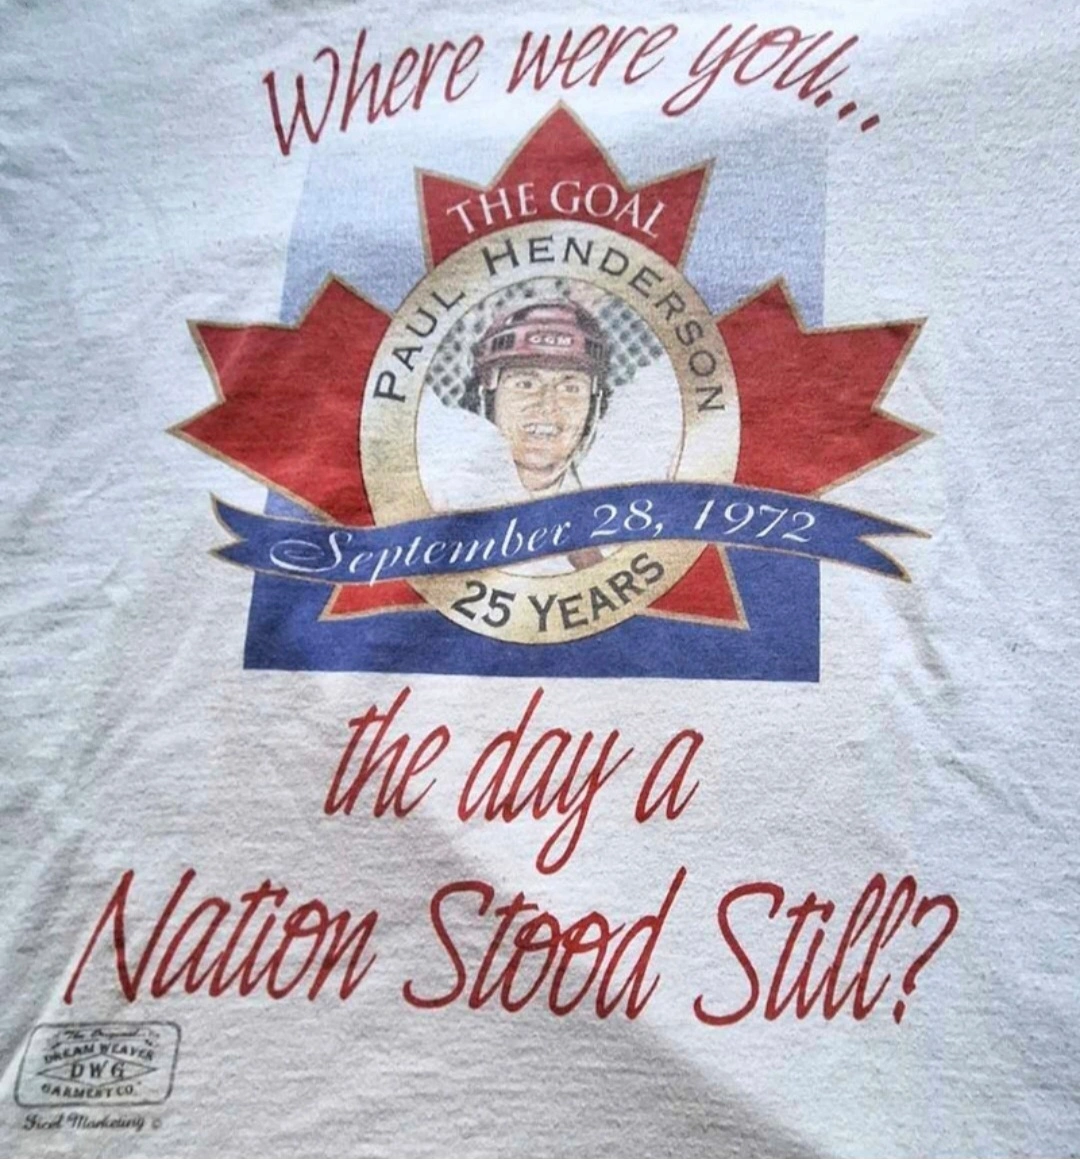 Where were you...
THE GOAL
PAUL HENDERSON
CCM
September 28, 1972
25 YEARS
the day a
Nation Stood Still?
The Original
DREAM WEAVER
DWG
GARMENT CO.
Marketing ©